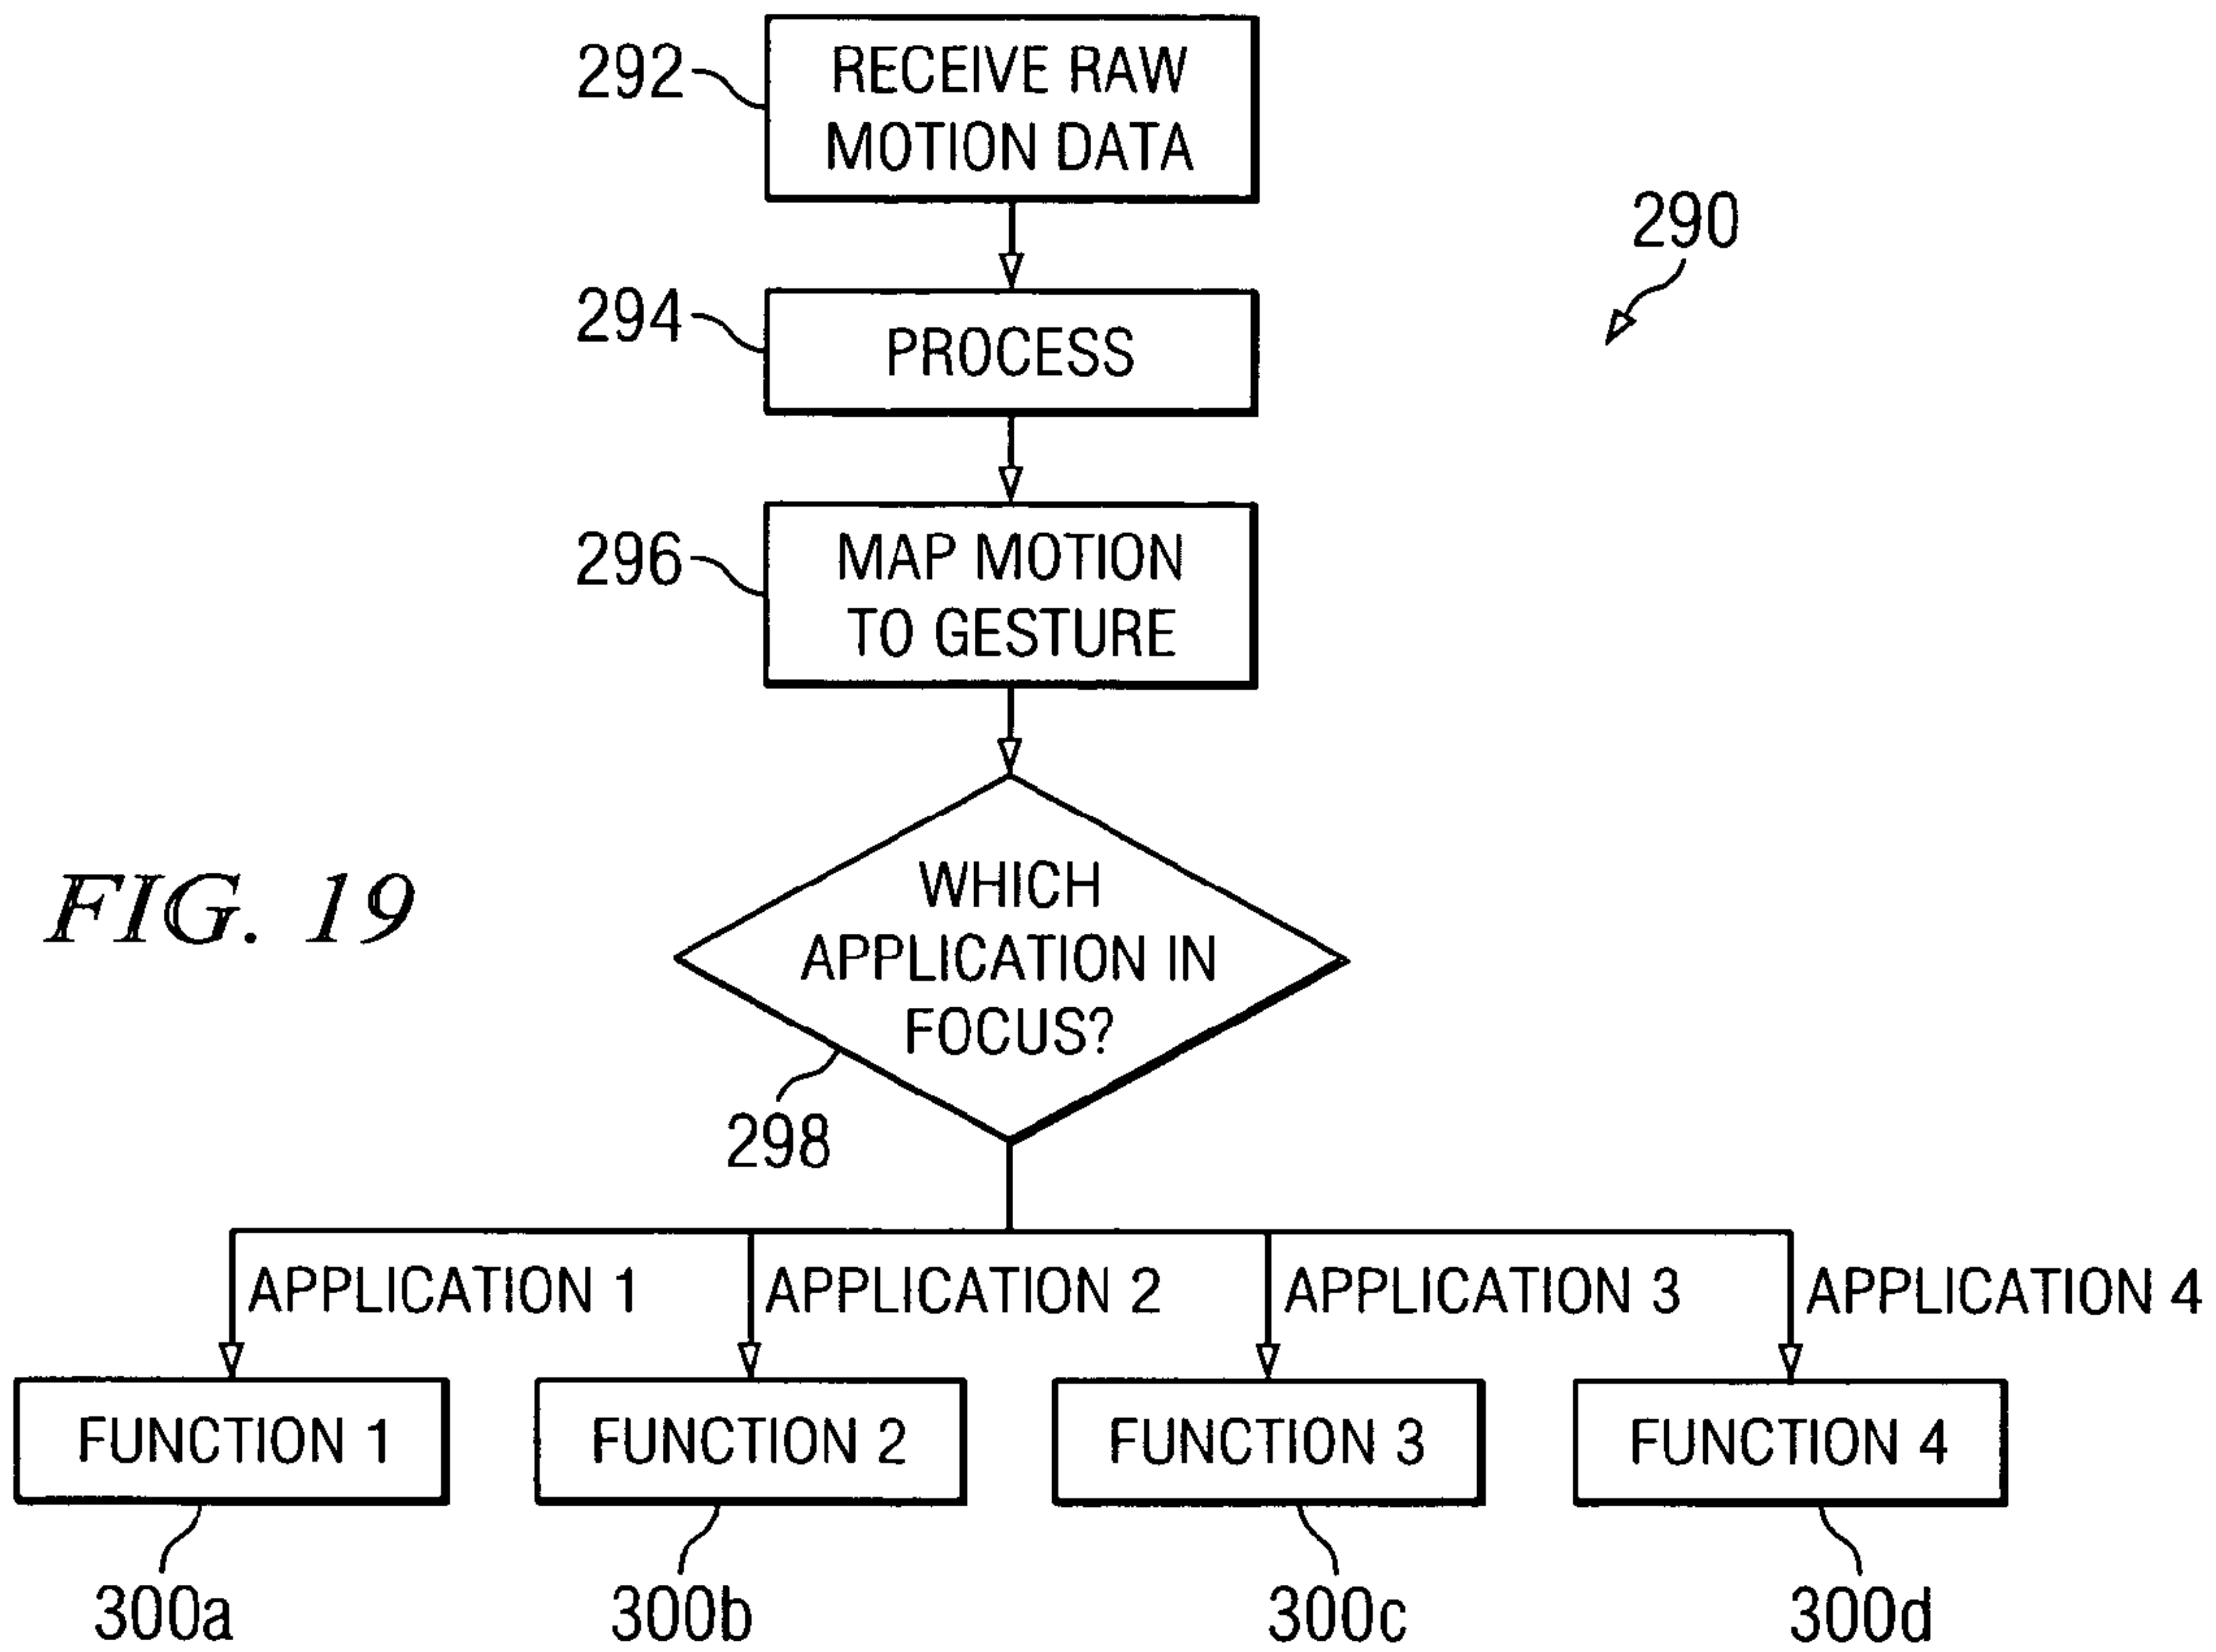 292
RECEIVE RAW
MOTION DATA
290
294
PROCESS
296
MAP MOTION
TO GESTURE
FIG. 19
WHICH
APPLICATION IN
FOCUS?
298
APPLICATION 1
APPLICATION 2
APPLICATION 3
APPLICATION 4
FUNCTION 1
FUNCTION 2
FUNCTION 3
FUNCTION 4
300a
300b
300c
300d